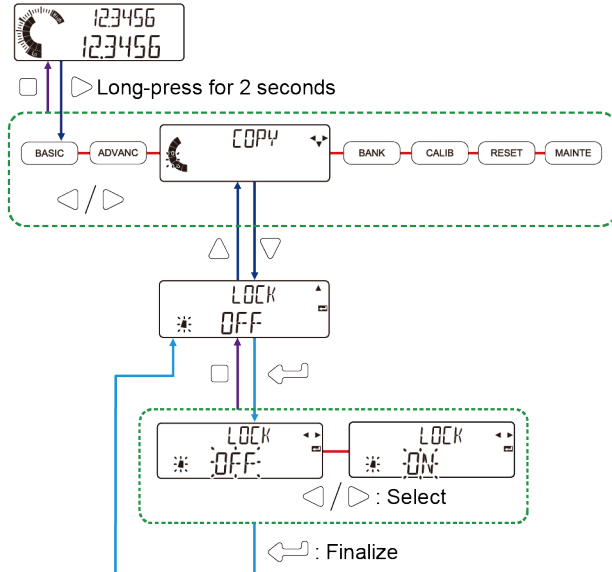 12.3456
12.3456
Long-press for 2 seconds
BASIC ADVANC COPY BANK CALIB RESET MAINTE
/
LOCK
OFF
LOCK LOCK
OFF ON
/ : Select
: Finalize